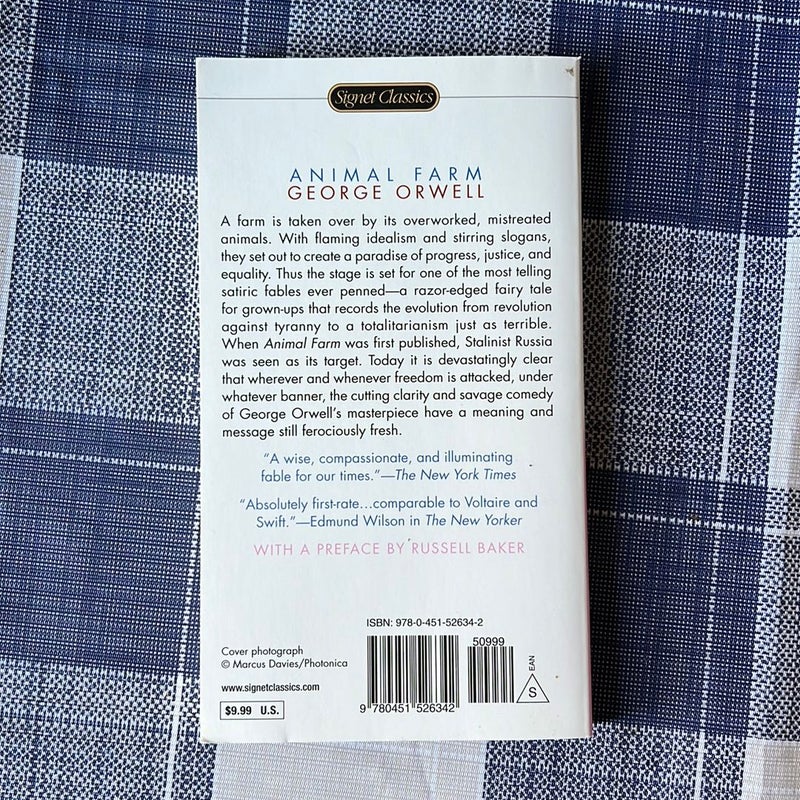 Signet Classics
ANIMAL FARM
GEORGE ORWELL
A farm is taken over by its overworked, mistreated
animals. With flaming idealism and stirring slogans,
they set out to create a paradise of progress, justice, and
equality. Thus the stage is set for one of the most telling
satiric fables ever penned—a razor-edged fairy tale
for grown-ups that records the evolution from revolution
against tyranny to a totalitarianism just as terrible.
When Animal Farm was first published, Stalinist Russia
was seen as its target. Today it is devastatingly clear
that wherever and whenever freedom is attacked, under
whatever banner, the cutting clarity and savage comedy
of George Orwell's masterpiece have a meaning and
message still ferociously fresh.
“A wise, compassionate, and illuminating
fable for our times.”—The New York Times
“Absolutely first-rate…comparable to Voltaire and
Swift.”—Edmund Wilson in The New Yorker
WITH A PREFACE BY RUSSELL BAKER
ISBN: 978-0-451-52634-2
50999
EAN
S
9 780451 526342
Cover photograph
© Marcus Davies/Photonica
www.signetclassics.com
$9.99 U.S.